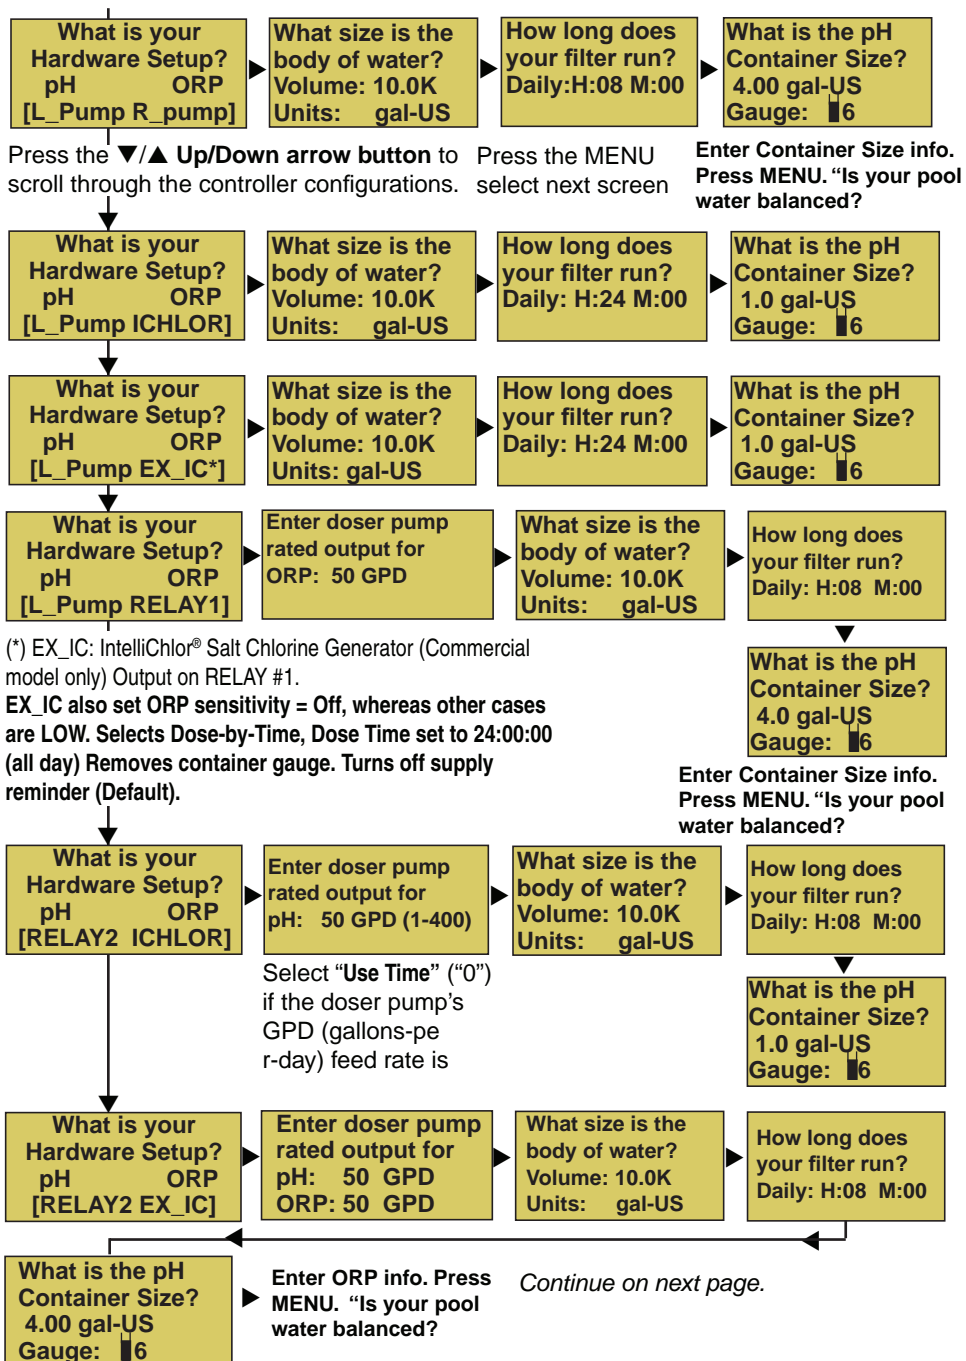 What is your
Hardware Setup?
pH ORP
[L_Pump R_pump]
What size is the
body of water?
Volume: 10.0K
Units: gal-US
How long does
your filter run?
Daily:H:08 M:00
What is the pH
Container Size?
4.00 gal-US
Gauge: 6
Press the ▼/▲ Up/Down arrow button to
scroll through the controller configurations.
Press the MENU
select next screen
Enter Container Size info.
Press MENU. “Is your pool
water balanced?
What is your
Hardware Setup?
pH ORP
[L_Pump ICHLOR]
What size is the
body of water?
Volume: 10.0K
Units: gal-US
How long does
your filter run?
Daily: H:24 M:00
What is the pH
Container Size?
1.0 gal-US
Gauge: 6
What is your
Hardware Setup?
pH ORP
[L_Pump EX_IC*]
What size is the
body of water?
Volume: 10.0K
Units: gal-US
How long does
your filter run?
Daily: H:24 M:00
What is the pH
Container Size?
1.0 gal-US
Gauge: 6
What is your
Hardware Setup?
pH ORP
[L_Pump RELAY1]
Enter doser pump
rated output for
ORP: 50 GPD
What size is the
body of water?
Volume: 10.0K
Units: gal-US
How long does
your filter run?
Daily: H:08 M:00
What is the pH
Container Size?
4.0 gal-US
Gauge: 6
Enter Container Size info.
Press MENU. “Is your pool
water balanced?
(*) EX_IC: IntelliChlor® Salt Chlorine Generator (Commercial
model only) Output on RELAY #1.
EX_IC also set ORP sensitivity = Off, whereas other cases
are LOW. Selects Dose-by-Time, Dose Time set to 24:00:00
(all day) Removes container gauge. Turns off supply
reminder (Default).
What is your
Hardware Setup?
pH ORP
[RELAY2 ICHLOR]
Enter doser pump
rated output for
pH: 50 GPD (1-400)
What size is the
body of water?
Volume: 10.0K
Units: gal-US
How long does
your filter run?
Daily: H:08 M:00
Select “Use Time” (“0”)
if the doser pump’s
GPD (gallons-pe
r-day) feed rate is
What is the pH
Container Size?
1.0 gal-US
Gauge: 6
What is your
Hardware Setup?
pH ORP
[RELAY2 EX_IC]
Enter doser pump
rated output for
pH: 50 GPD
ORP: 50 GPD
What size is the
body of water?
Volume: 10.0K
Units: gal-US
How long does
your filter run?
Daily: H:08 M:00
What is the pH
Container Size?
4.00 gal-US
Gauge: 6
Enter ORP info. Press
MENU. “Is your pool
water balanced?
Continue on next page.